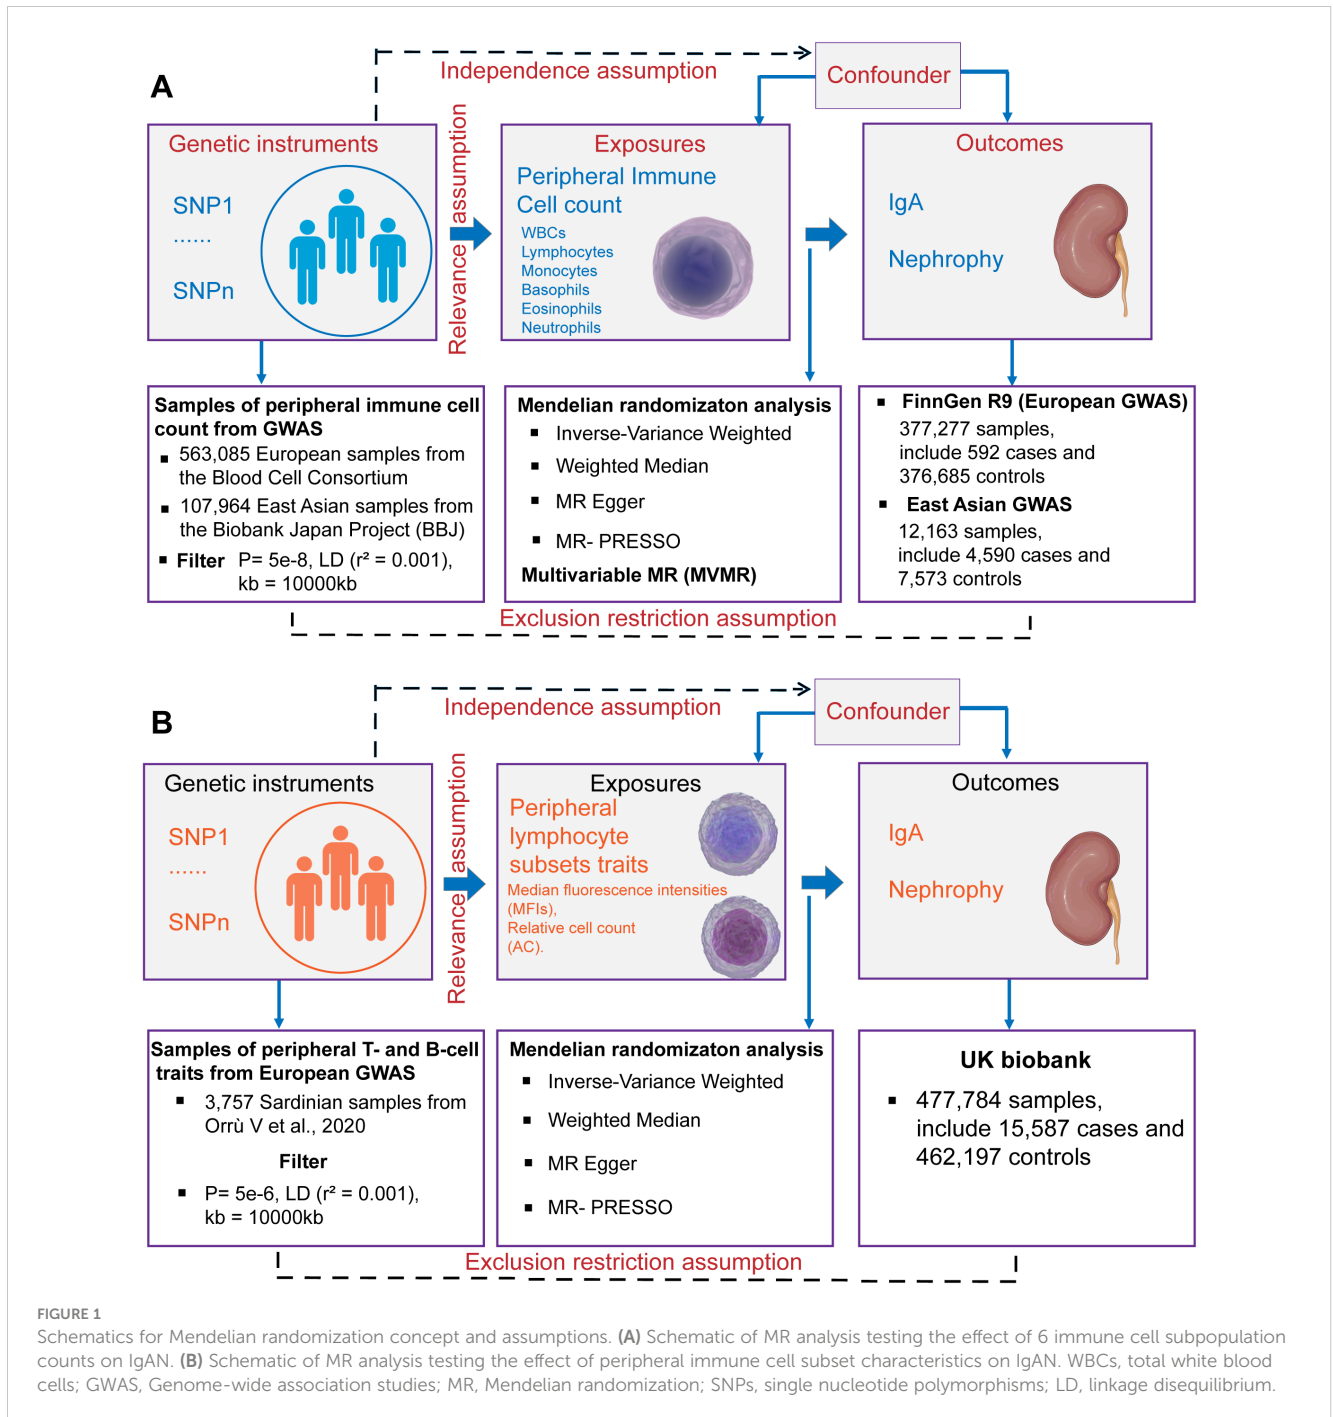 A
Independence assumption
Confounder
Genetic instruments
SNP1
......
SNPn
Relevance assumption
Exposures
Peripheral Immune
Cell count
WBCs
Lymphocytes
Monocytes
Basophils
Eosinophils
Neutrophils
Outcomes
IgA
Nephrophy
Samples of peripheral immune cell
count from GWAS
▪ 563,085 European samples from
the Blood Cell Consortium
▪ 107,964 East Asian samples from
the Biobank Japan Project (BBJ)
▪ Filter P= 5e-8, LD (r² = 0.001),
kb = 10000kb
Mendelian randomizaton analysis
▪ Inverse-Variance Weighted
▪ Weighted Median
▪ MR Egger
▪ MR- PRESSO
Multivariable MR (MVMR)
▪ FinnGen R9 (European GWAS)
377,277 samples,
include 592 cases and
376,685 controls
▪ East Asian GWAS
12,163 samples,
include 4,590 cases and
7,573 controls
Exclusion restriction assumption
B
Independence assumption
Confounder
Genetic instruments
SNP1
......
SNPn
Relevance assumption
Exposures
Peripheral
lymphocyte
subsets traits
Median fluorescence intensities
(MFIs),
Relative cell count
(AC).
Outcomes
IgA
Nephrophy
Samples of peripheral T- and B-cell
traits from European GWAS
▪ 3,757 Sardinian samples from
Orrù V et al., 2020
Filter
▪ P= 5e-6, LD (r² = 0.001),
kb = 10000kb
Mendelian randomizaton analysis
▪ Inverse-Variance Weighted
▪ Weighted Median
▪ MR Egger
▪ MR- PRESSO
UK biobank
▪ 477,784 samples,
include 15,587 cases and
462,197 controls
Exclusion restriction assumption
FIGURE 1
Schematics for Mendelian randomization concept and assumptions. (A) Schematic of MR analysis testing the effect of 6 immune cell subpopulation
counts on IgAN. (B) Schematic of MR analysis testing the effect of peripheral immune cell subset characteristics on IgAN. WBCs, total white blood
cells; GWAS, Genome-wide association studies; MR, Mendelian randomization; SNPs, single nucleotide polymorphisms; LD, linkage disequilibrium.